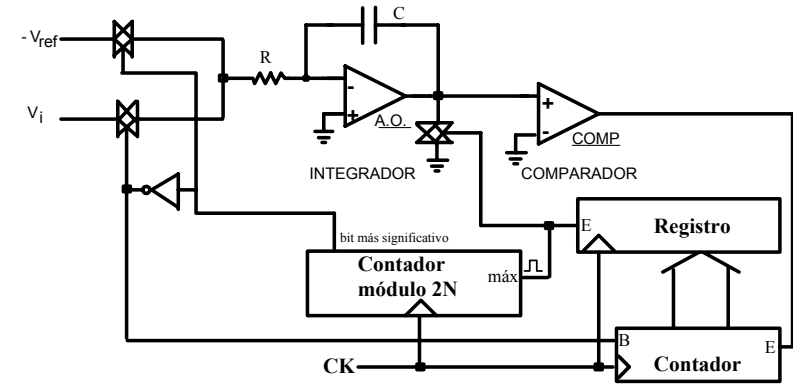 - Vref
Vi
R
C
-
+
A.O.
INTEGRADOR
+
-
COMP
COMPARADOR
bit más significativo
Contador
módulo 2N
máx
E
Registro
B
E
Contador
CK